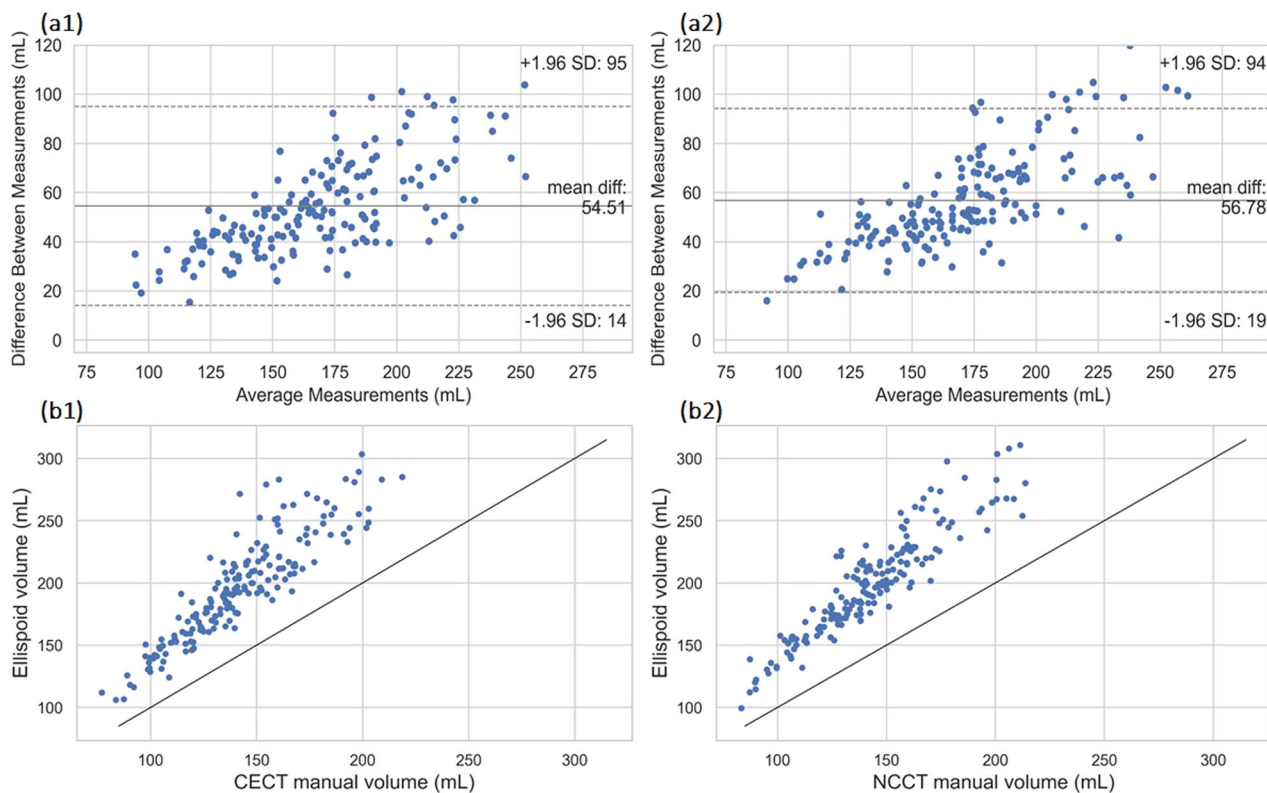 (a1)
120
100
80
60
40
20
0
Difference Between Measurements (mL)
+1.96 SD: 95
mean diff:
54.51
-1.96 SD: 14
75 100 125 150 175 200 225 250 275
Average Measurements (mL)
(a2)
120
100
80
60
40
20
0
Difference Between Measurements (mL)
+1.96 SD: 94
mean diff:
56.78
-1.96 SD: 19
75 100 125 150 175 200 225 250 275
Average Measurements (mL)
(b1)
300
250
200
150
100
Ellispoid volume (mL)
100 150 200 250 300
CECT manual volume (mL)
(b2)
300
250
200
150
100
Ellispoid volume (mL)
100 150 200 250 300
NCCT manual volume (mL)